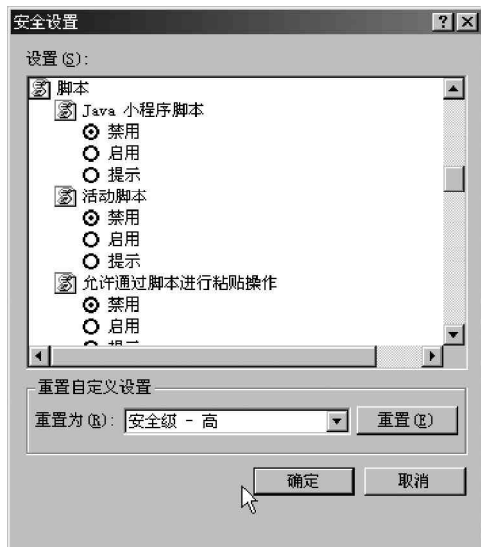 安全设置
设置(S):
脚本
Java 小程序脚本
禁用
启用
提示
活动脚本
禁用
启用
提示
允许通过脚本进行粘贴操作
禁用
启用
重置自定义设置
重置为(R): 安全级 - 高 重置(E)
确定 取消